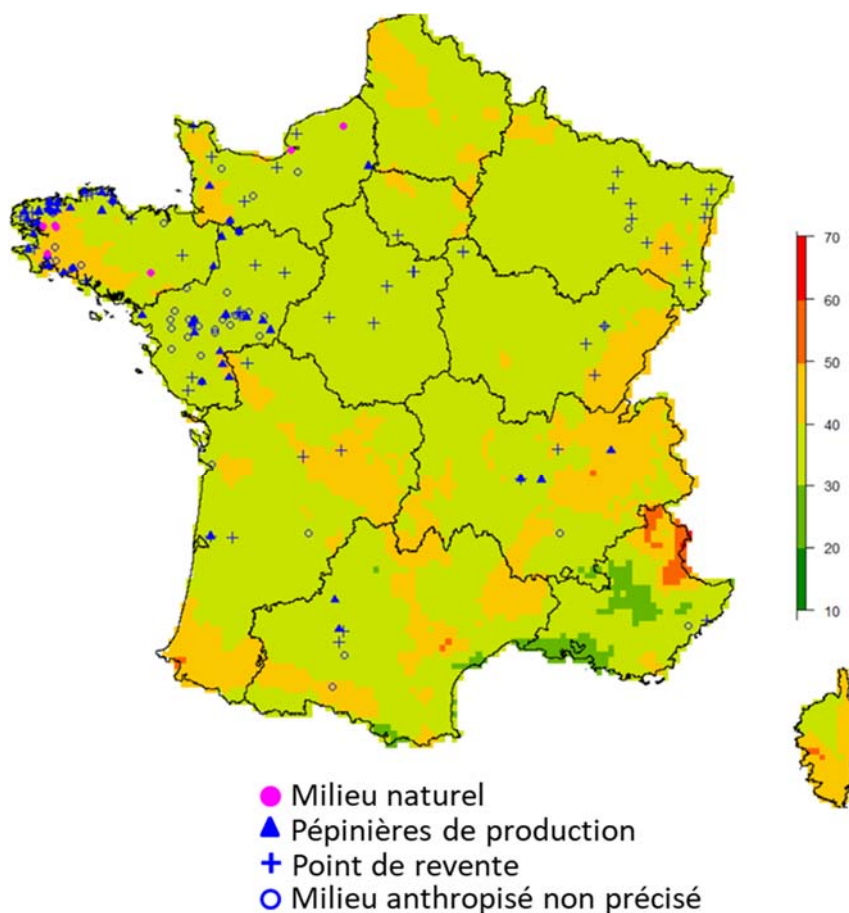 70
60
50
40
30
20
10
Milieu naturel
Pépinières de production
Point de revente
Milieu anthropisé non précisé